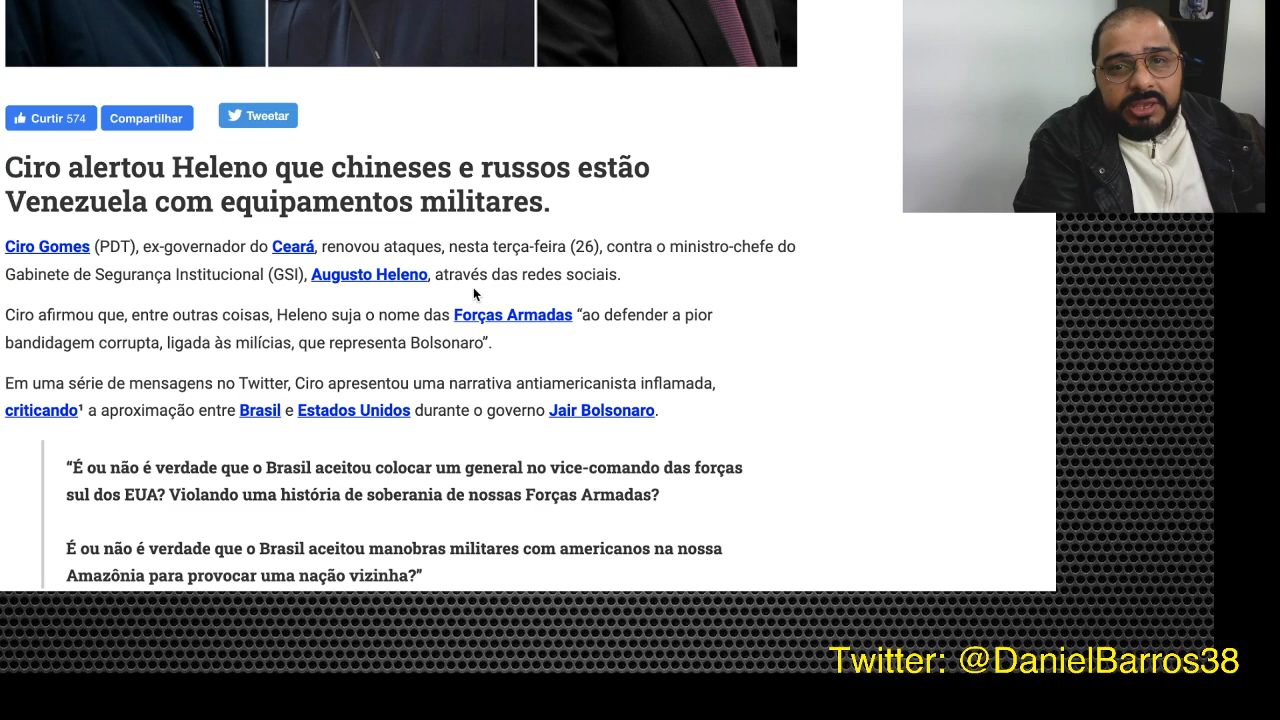 Curtir 574 Compartilhar Tweetar
Ciro alertou Heleno que chineses e russos estão
Venezuela com equipamentos militares.
Ciro Gomes (PDT), ex-governador do Ceará, renovou ataques, nesta terça-feira (26), contra o ministro-chefe do
Gabinete de Segurança Institucional (GSI), Augusto Heleno, através das redes sociais.
Ciro afirmou que, entre outras coisas, Heleno suja o nome das Forças Armadas “ao defender a pior
bandidagem corrupta, ligada às milícias, que representa Bolsonaro”.
Em uma série de mensagens no Twitter, Ciro apresentou uma narrativa antiamericanista inflamada,
criticando¹ a aproximação entre Brasil e Estados Unidos durante o governo Jair Bolsonaro.
“É ou não é verdade que o Brasil aceitou colocar um general no vice-comando das forças
sul dos EUA? Violando uma história de soberania de nossas Forças Armadas?
É ou não é verdade que o Brasil aceitou manobras militares com americanos na nossa
Amazônia para provocar uma nação vizinha?”
Twitter: @DanielBarros38